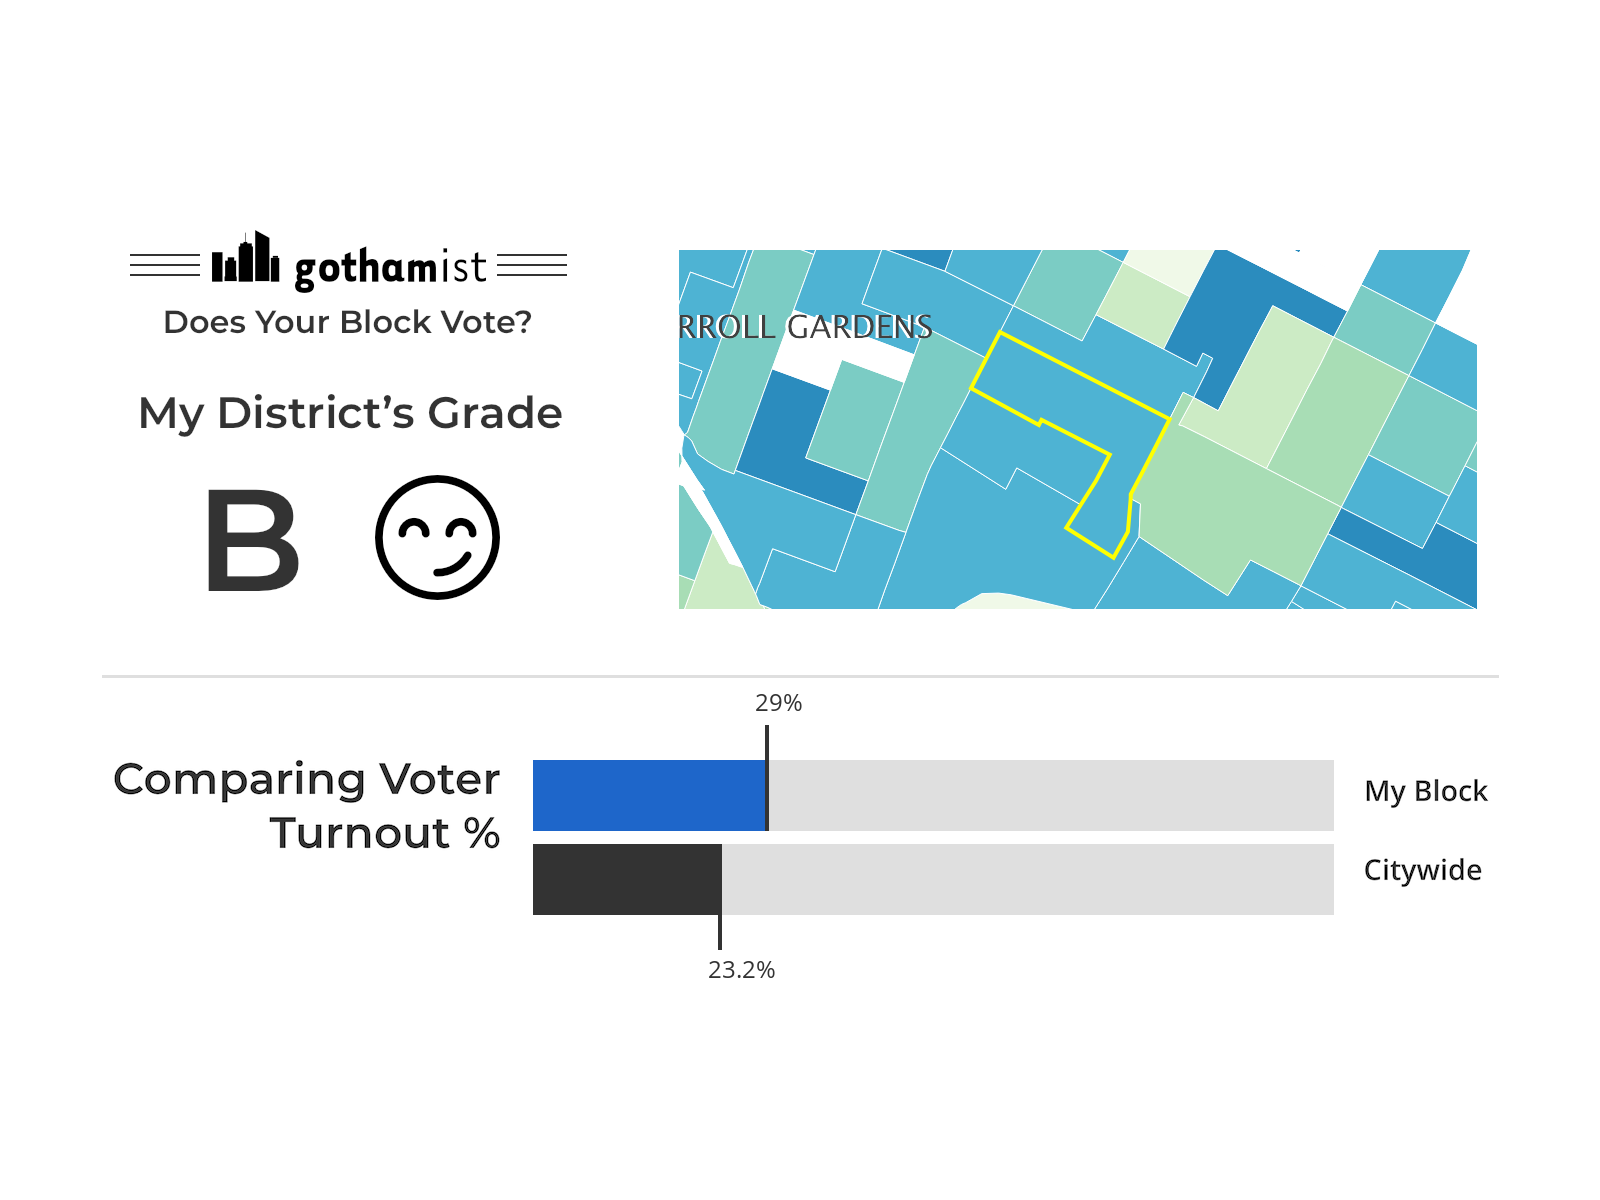 gothamist
Does Your Block Vote?
My District’s Grade
B
RROLL GARDENS
29%
Comparing Voter
Turnout %
My Block
Citywide
23.2%